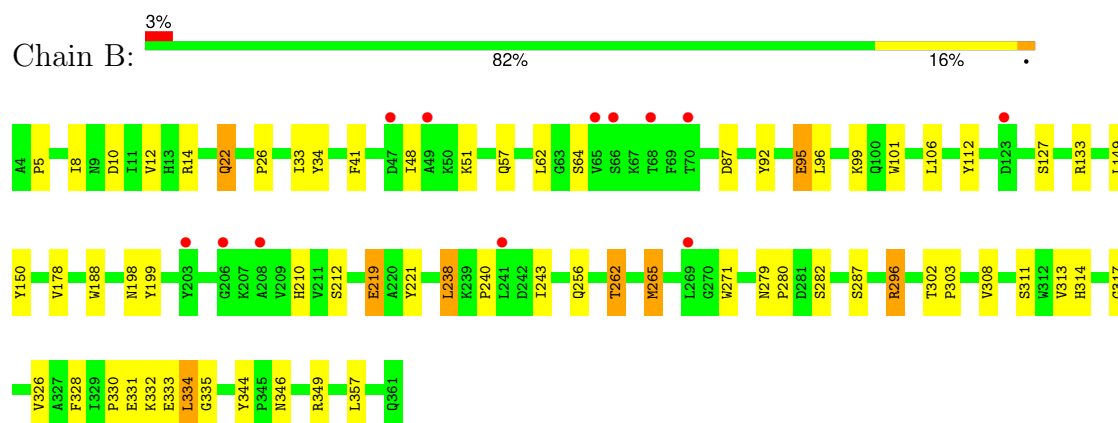 3%
Chain B:
82% 16% •
A4 P5 I8 N9 D10 I11 V12 H13 R14 Q22 P26 I33 Y34 F41 D47 I48 A49 K50 K51 Q57 L62 G63 S64 V65 S66 K67 T68 F69 T70 D87 Y92 E95 L96 K99 Q100 W101 L106 Y112 D123 S127 R133 L149
Y150 V178 W188 N198 Y199 Y203 G206 K207 A208 V209 H210 V211 S212 E219 A220 Y221 L238 K239 P240 L241 D242 I243 Q256 T262 M265 L269 G270 W271 N279 P280 D281 S282 S287 R296 T302 P303 V308 S311 W312 V313 H314
V326 A327 F328 I329 P330 E331 K332 E333 L334 G335 Y344 P345 N346 R349 L357 Q361